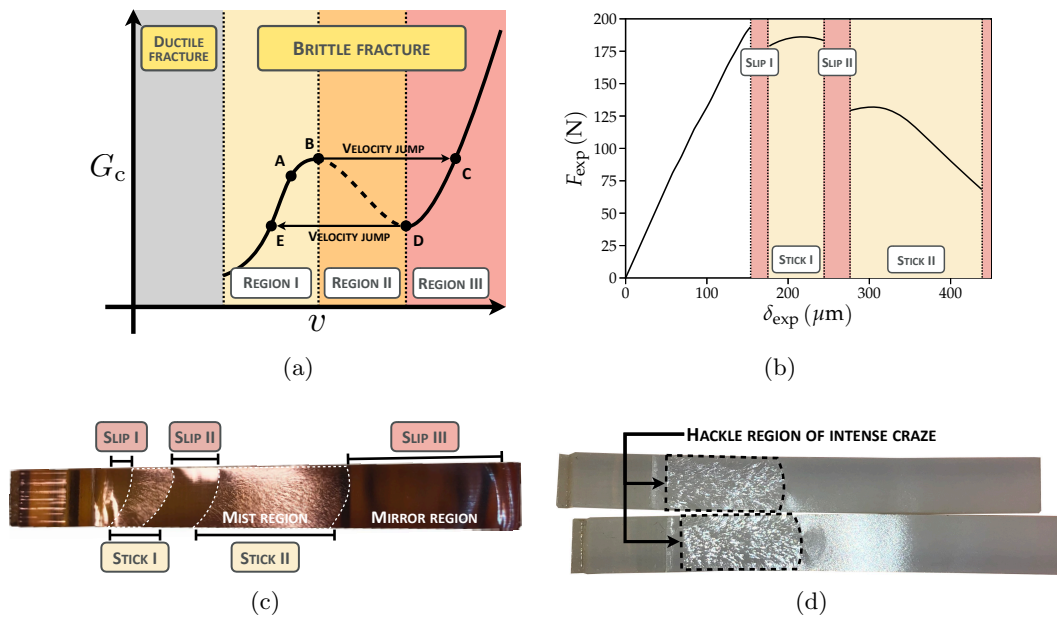 DUCTILE
FRACTURE
BRITTLE FRACTURE
B
VELOCITY JUMP
A
C
G_c
E
VELOCITY JUMP
D
REGION I
REGION II
REGION III
v
(a)
200
175
150
125
100
75
50
25
0
F_exp (N)
SLIP I
SLIP II
STICK I
STICK II
0
100
200
300
400
δ_exp (μm)
(b)
SLIP I
SLIP II
SLIP III
MIST REGION
MIRROR REGION
STICK I
STICK II
(c)
HACKLE REGION OF INTENSE CRAZE
(d)